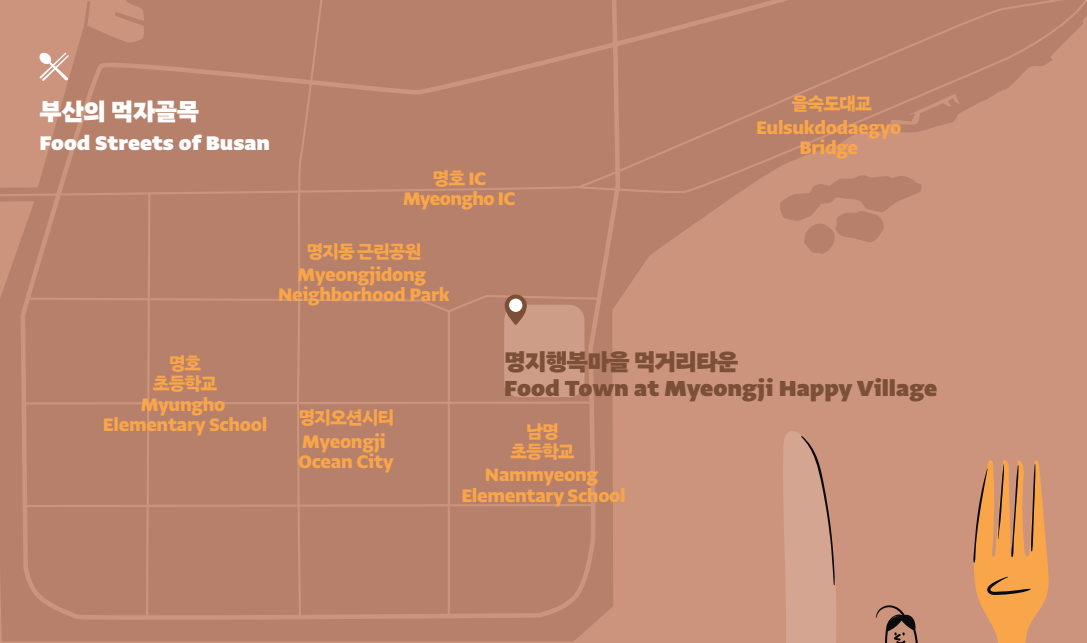 부산의 먹자골목
Food Streets of Busan
을숙도대교
Eulsukdodaegyo
Bridge
명호 IC
Myeongho IC
명지동 근린공원
Myeongjidong
Neighborhood Park
명지행복마을 먹거리타운
Food Town at Myeongji Happy Village
명호
초등학교
Myungho
Elementary School
명지오션시티
Myeongji
Ocean City
남명
초등학교
Nammyeong
Elementary School